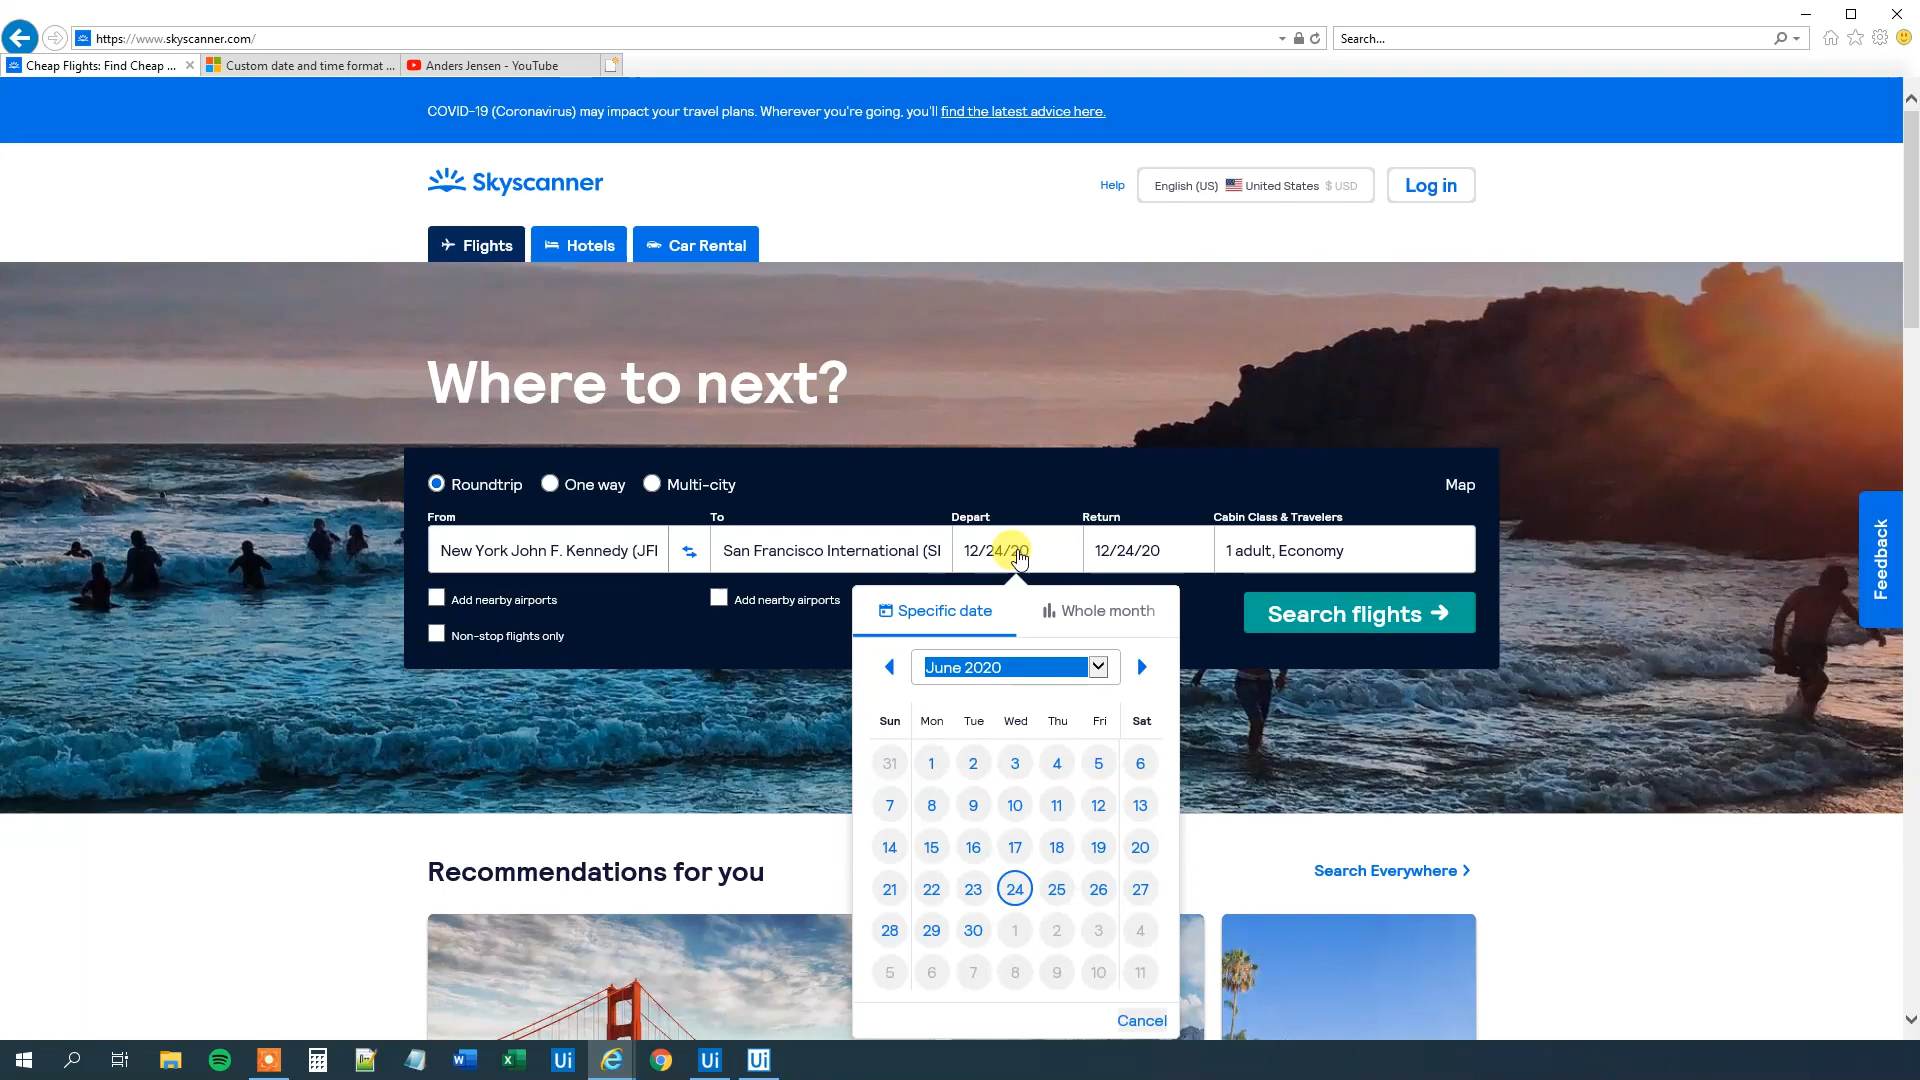 https://www.skyscanner.com/
Search...
Cheap Flights: Find Cheap ...
Custom date and time format ...
Anders Jensen - YouTube
COVID-19 (Coronavirus) may impact your travel plans. Wherever you're going, you'll find the latest advice here.
Skyscanner
Help
English (US) United States $ USD
Log in
Flights
Hotels
Car Rental
Where to next?
Roundtrip
One way
Multi-city
Map
From
To
Depart
Return
Cabin Class & Travelers
New York John F. Kennedy (JFI
San Francisco International (SI
12/24/20
12/24/20
1 adult, Economy
Add nearby airports
Add nearby airports
Non-stop flights only
Search flights
Feedback
Specific date
Whole month
June 2020
Sun Mon Tue Wed Thu Fri Sat
31 1 2 3 4 5 6
7 8 9 10 11 12 13
14 15 16 17 18 19 20
21 22 23 24 25 26 27
28 29 30 1 2 3 4
5 6 7 8 9 10 11
Cancel
Recommendations for you
Search Everywhere
Ui
Ui
Ui